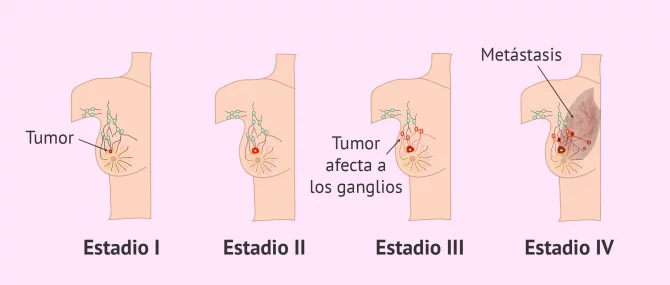 Metástasis
Tumor
Tumor
afecta a
los ganglios
Estadio I
Estadio II
Estadio III
Estadio IV